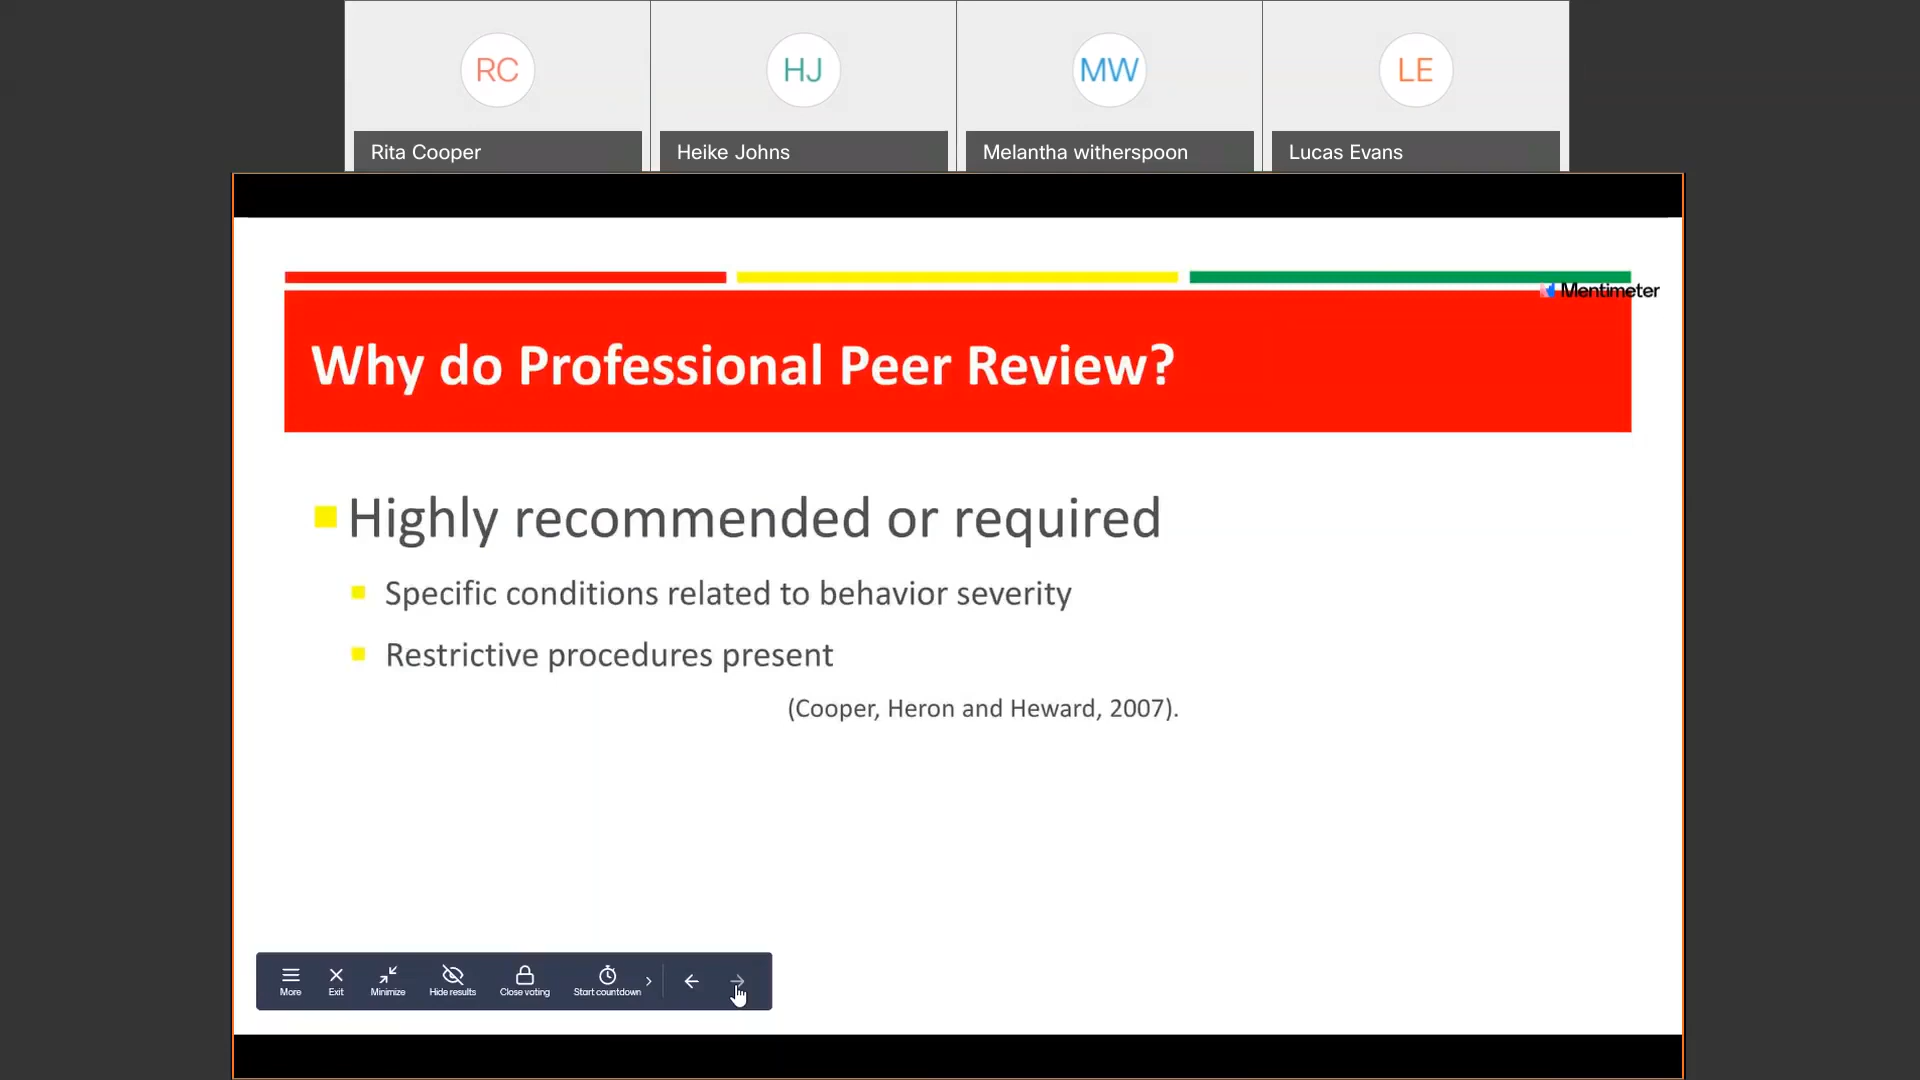 RC
HJ
MW
LE
Rita Cooper
Heike Johns
Melantha witherspoon
Lucas Evans
Mentimeter
Why do Professional Peer Review?
Highly recommended or required
Specific conditions related to behavior severity
Restrictive procedures present
(Cooper, Heron and Heward, 2007).
More
Exit
Minimize
Hide results
Close voting
Start countdown